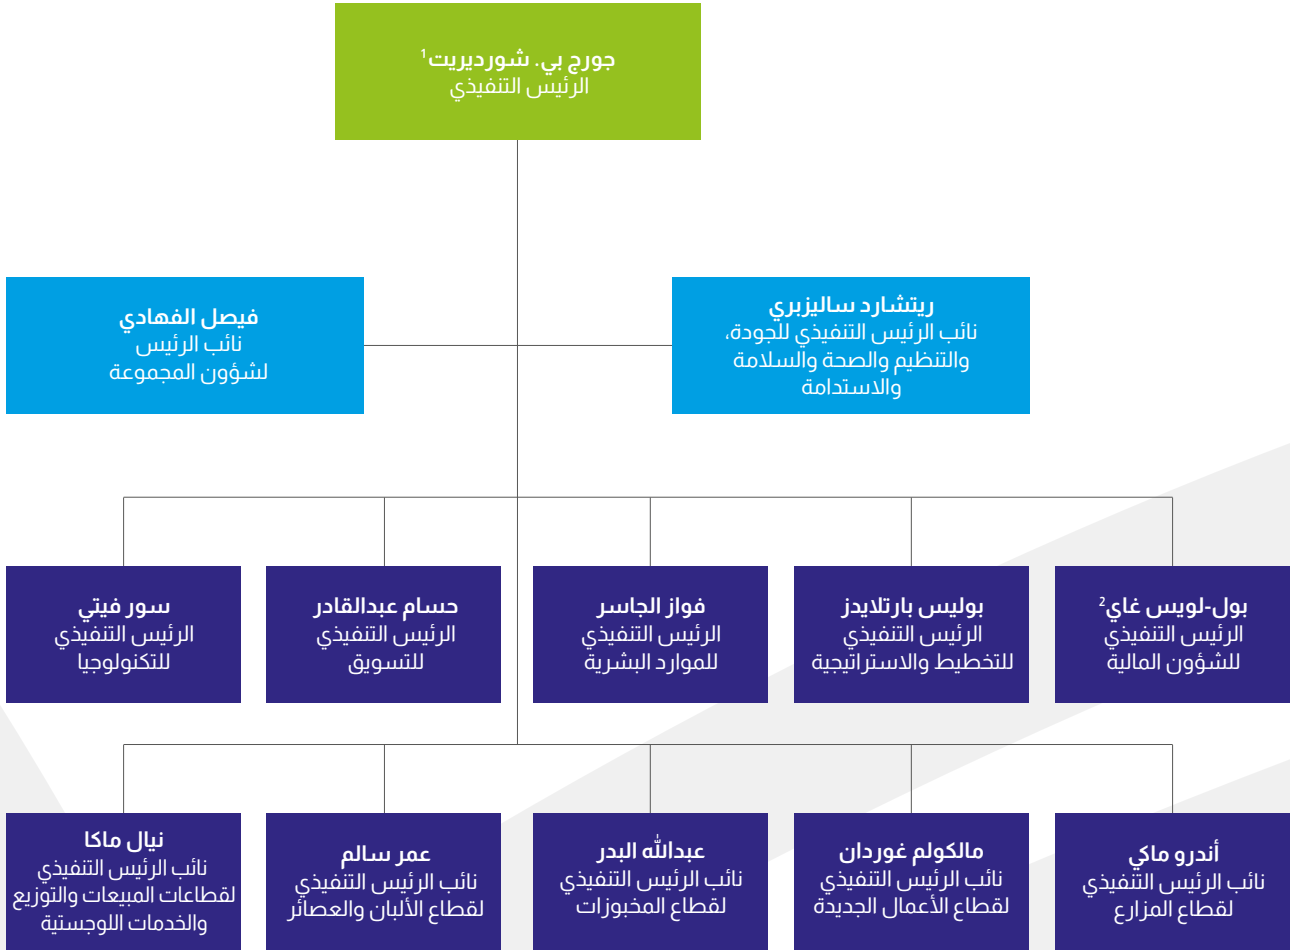 جورج بي. شورديريت¹
الرئيس التنفيذي
ريتشارد ساليزبري
نائب الرئيس التنفيذي للجودة،
والتنظيم والصحة والسلامة
والاستدامة
فيصل الفهادي
نائب الرئيس
لشؤون المجموعة
بول-لويس غاي²
الرئيس التنفيذي
للشؤون المالية
بوليس بارتلايدز
الرئيس التنفيذي
للتخطيط والاستراتيجية
فواز الجاسر
الرئيس التنفيذي
للموارد البشرية
حسام عبدالقادر
الرئيس التنفيذي
للتسويق
سور فيتي
الرئيس التنفيذي
للتكنولوجيا
أندرو ماكي
نائب الرئيس التنفيذي
لقطاع المزارع
مالكولم غوردان
نائب الرئيس التنفيذي
لقطاع الأعمال الجديدة
عبدالله البدر
نائب الرئيس التنفيذي
لقطاع المخبوزات
عمر سالم
نائب الرئيس التنفيذي
لقطاع الألبان والعصائر
نيال ماكا
نائب الرئيس التنفيذي
لقطاعات المبيعات والتوزيع
والخدمات اللوجستية